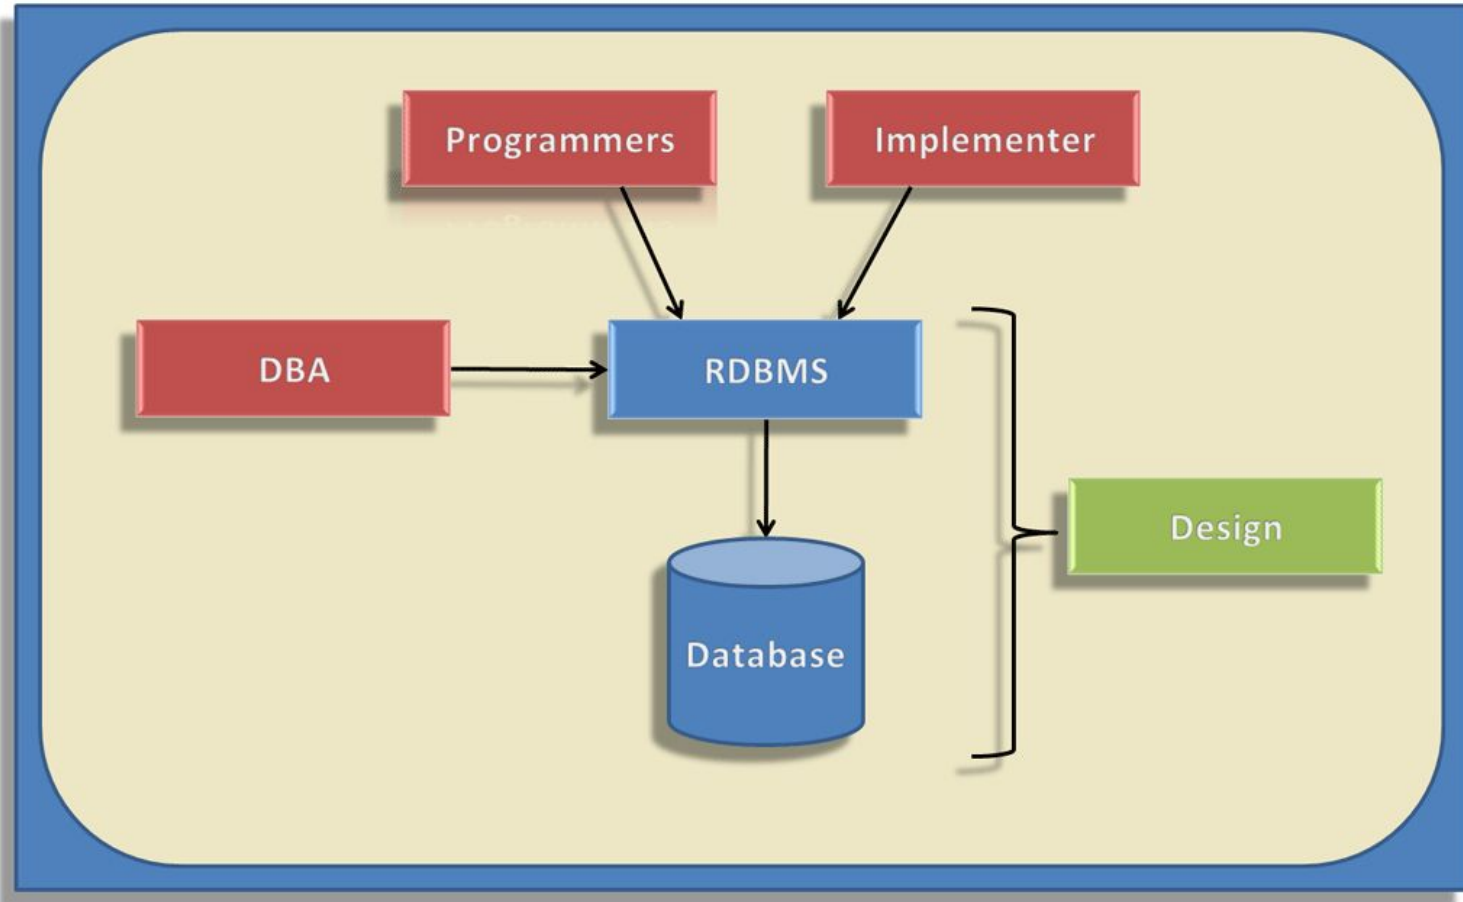 Programmers
Implementer
DBA
RDBMS
Design
Database